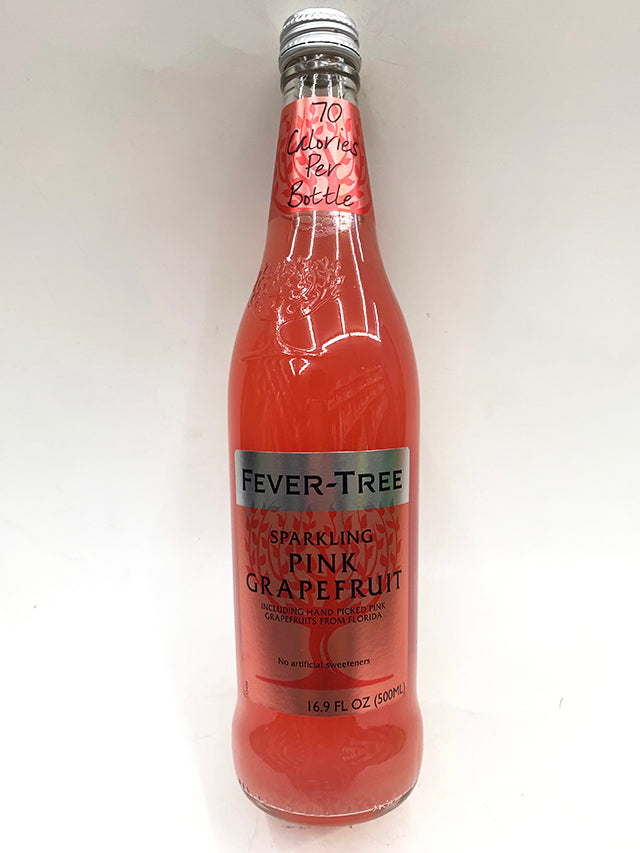 70
Calories
Per
Bottle
FEVER-TREE
SPARKLING
PINK
GRAPEFRUIT
INCLUDING HAND PICKED PINK
GRAPEFRUITS FROM FLORIDA
No artificial sweeteners
16.9 FL OZ (500ML)